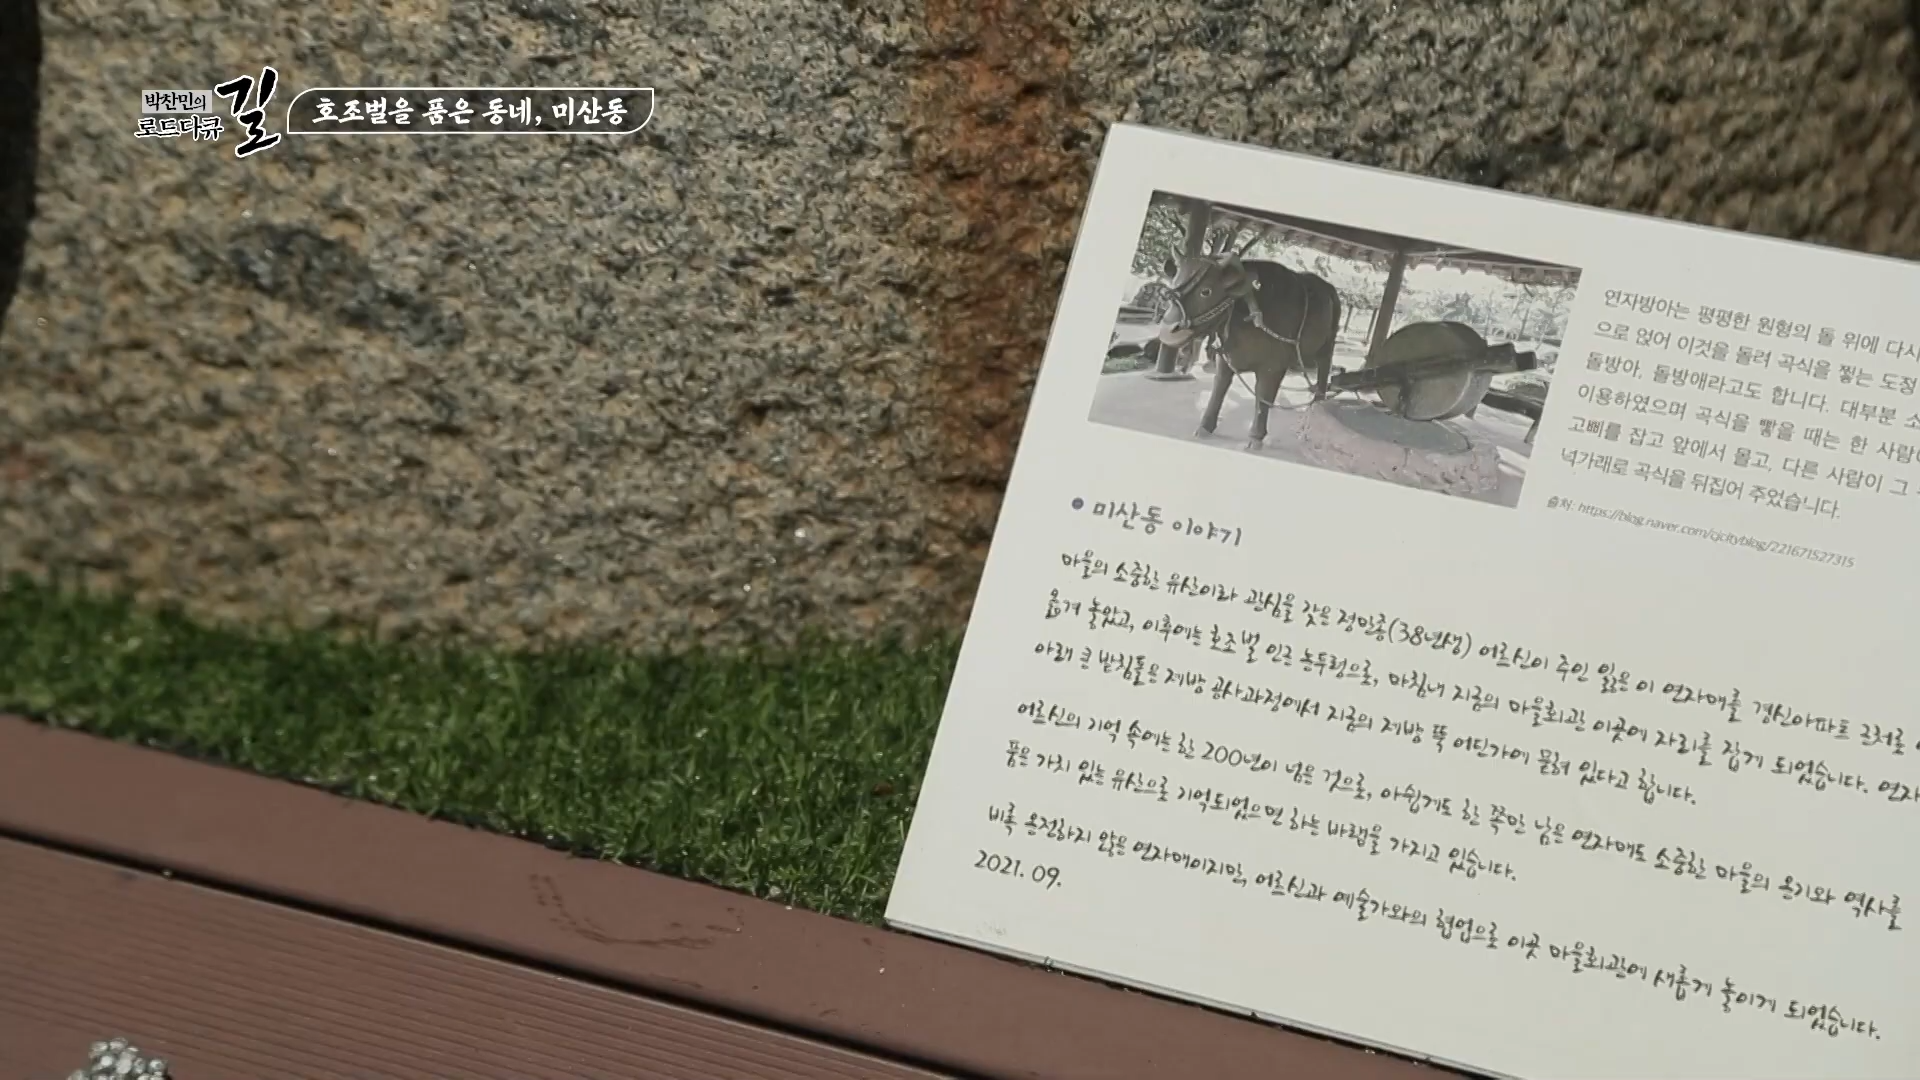 박찬민의
로드다큐
길
호조벌을 품은 동네, 미산동
연자방아는 평평한 원형의 돌 위에 다시
으로 얹어 이것을 돌려 곡식을 찧는 도정
돌방아, 돌방애라고도 합니다. 대부분 소
이용하였으며 곡식을 빻을 때는 한 사람이
고삐를 잡고 앞에서 몰고, 다른 사람이 그
넉가래로 곡식을 뒤집어 주었습니다.
출처: https://blog.naver.com/cjcityblog/221671527315
● 미산동 이야기
마을의 소중한 유산이라 관심을 갖은 정만종(38년생) 어르신이 주인 잃은 이 연자매를 경신아파트 근처로
옮겨 놓았고, 이후에는 호조벌 인근 논두렁으로, 마침내 지금의 마을회관 이곳에 자리를 잡게 되었습니다. 연자
아래 큰 받침돌은 제방 공사과정에서 지금의 제방 뚝 어딘가에 묻혀 있다고 합니다.
어르신의 기억 속에는 한 200년이 넘은 것으로, 아쉽게도 한 쪽만 남은 연자매도 소중한 마을의 온기와 역사를
품은 가치 있는 유산으로 기억되었으면 하는 바램을 가지고 있습니다.
비록 온전하지 않은 연자매이지만, 어르신과 예술가와의 협업으로 이곳 마을회관에 새롭게 놓이게 되었습니다.
2021. 09.